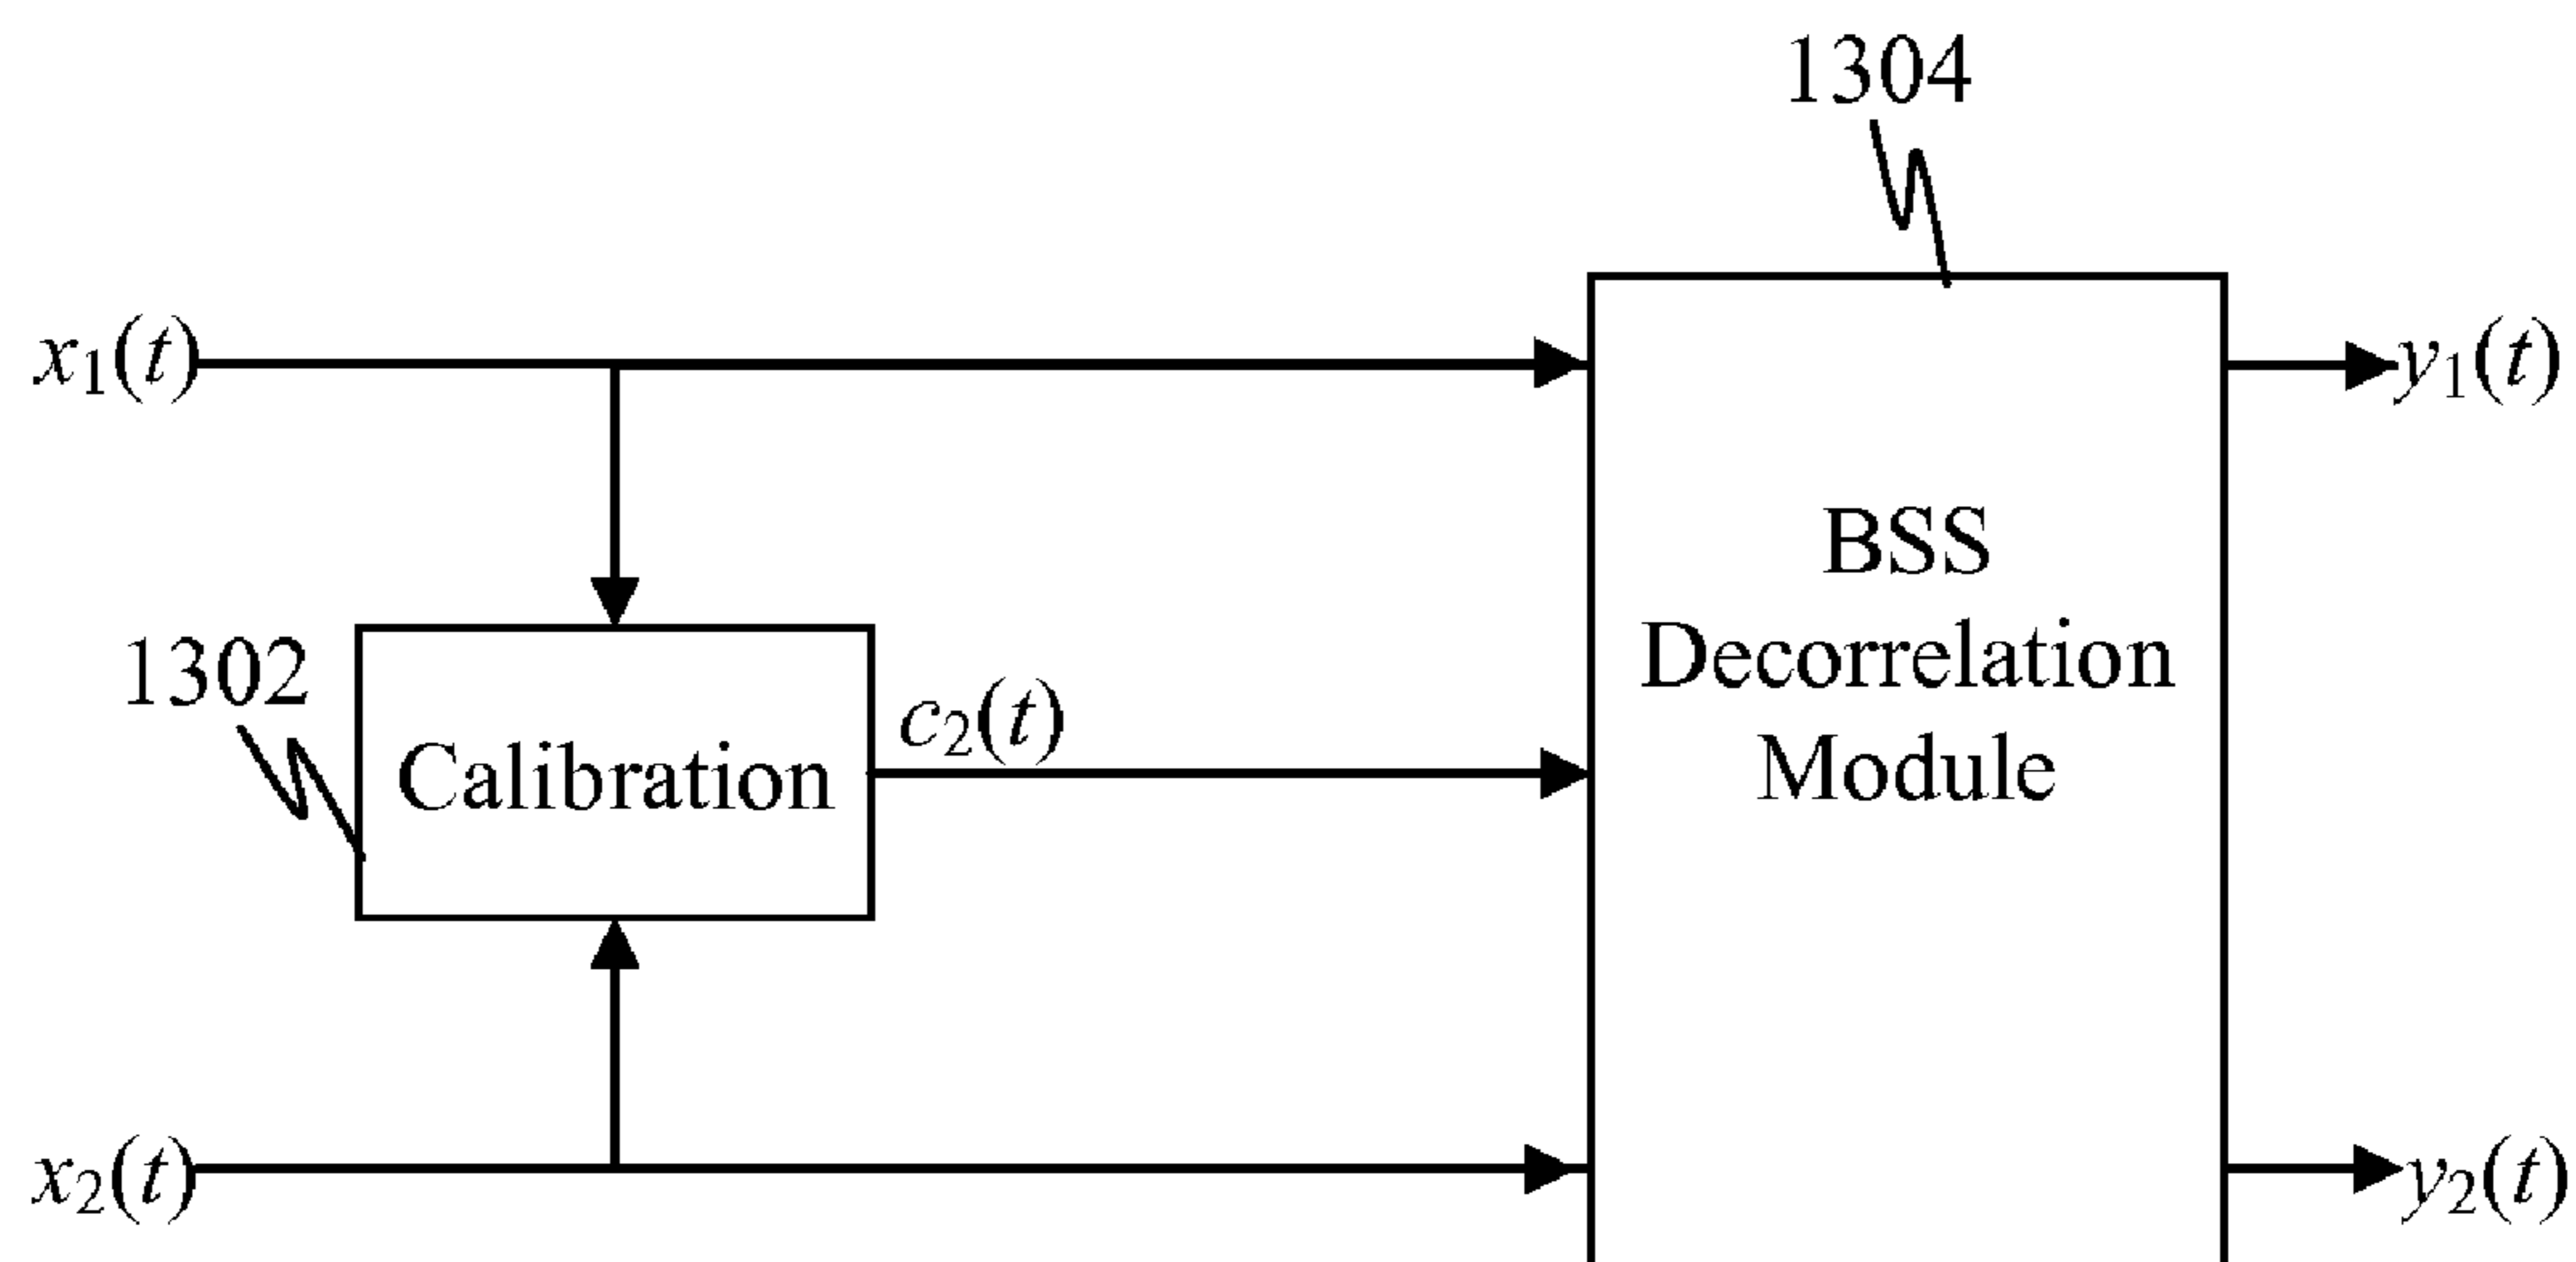 1304
x₁(t)
y₁(t)
BSS
Decorrelation
Module
1302
c₂(t)
Calibration
x₂(t)
y₂(t)